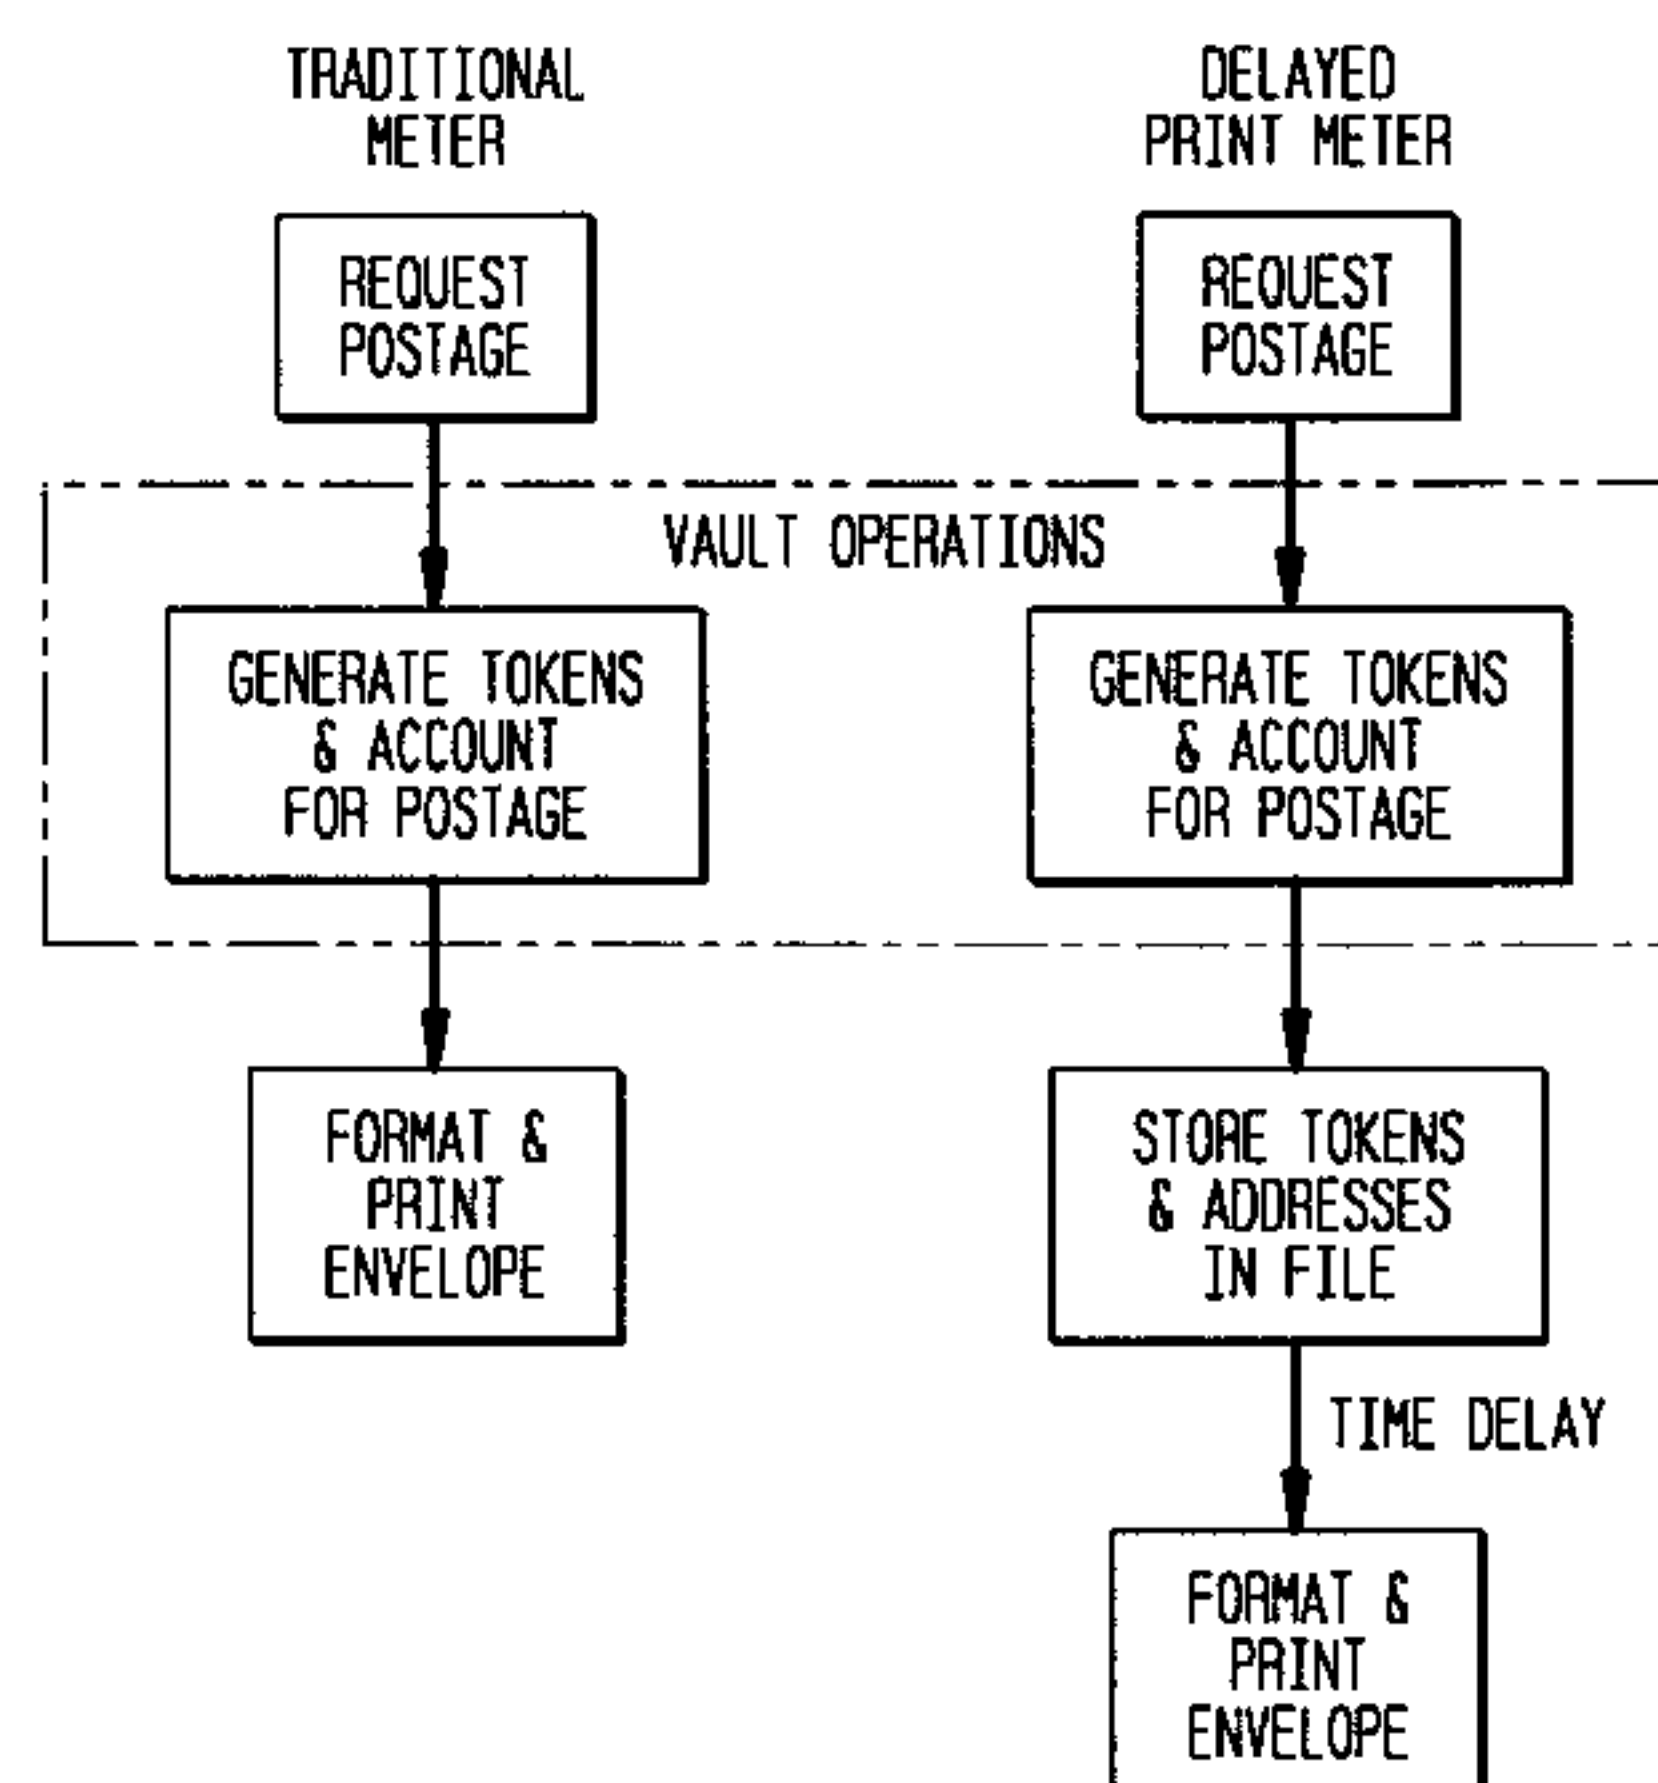 TRADITIONAL
METER
REQUEST
POSTAGE
GENERATE TOKENS
& ACCOUNT
FOR POSTAGE
FORMAT &
PRINT
ENVELOPE
DELAYED
PRINT METER
REQUEST
POSTAGE
VAULT OPERATIONS
GENERATE TOKENS
& ACCOUNT
FOR POSTAGE
STORE TOKENS
& ADDRESSES
IN FILE
TIME DELAY
FORMAT &
PRINT
ENVELOPE